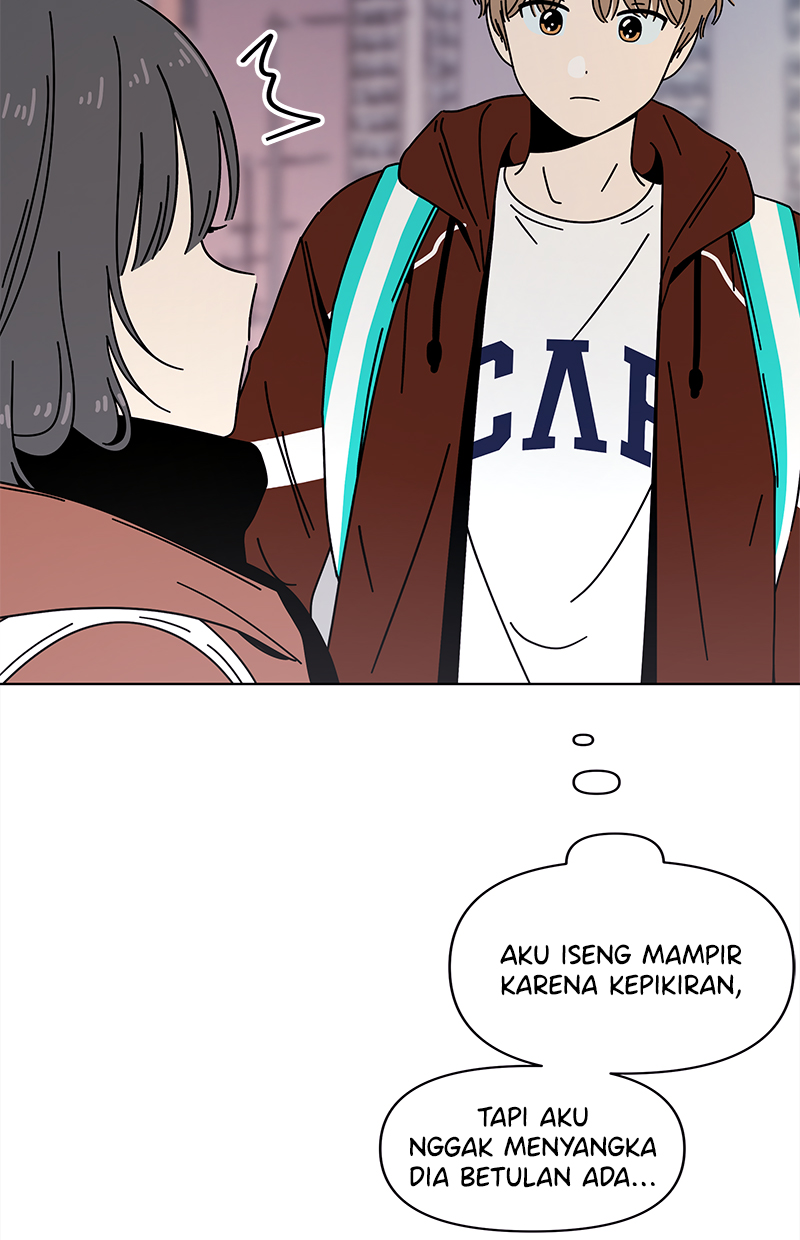 CAP
AKU ISENG MAMPIR
KARENA KEPIKIRAN,
TAPI AKU
NGGAK MENYANGKA
DIA BETULAN ADA...